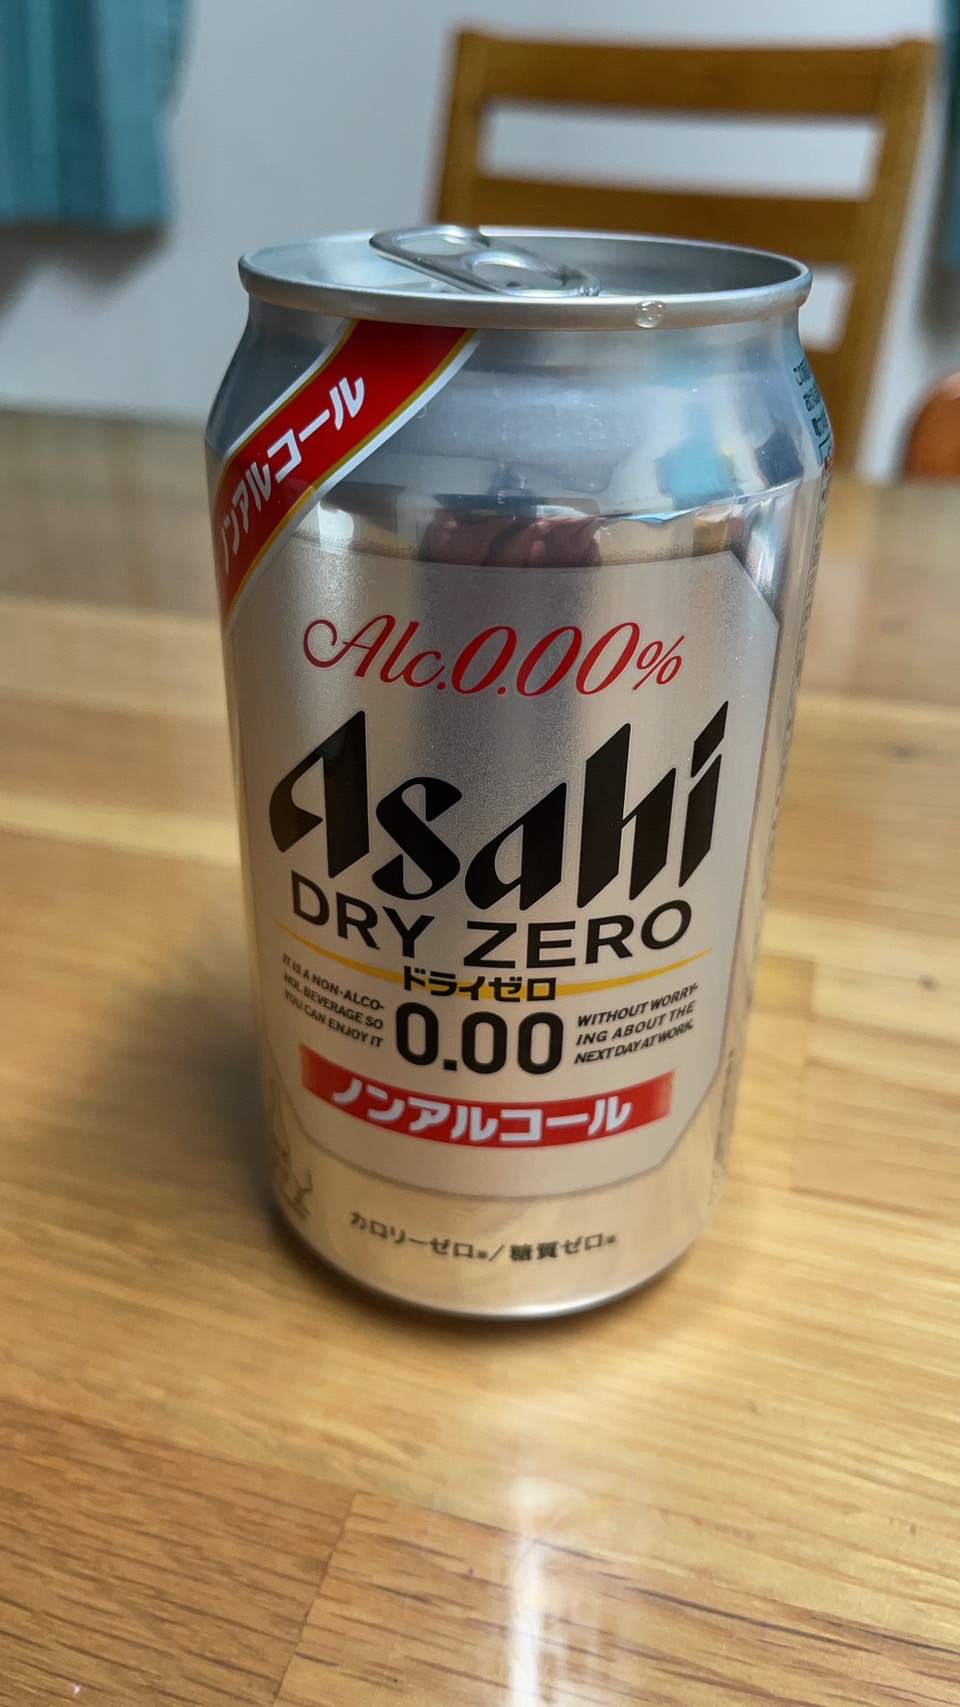 ノンアルコール
Alc.0.00%
Asahi
DRY ZERO
ドライゼロ
IT IS A NON-ALCO-
HOL BEVERAGE SO
YOU CAN ENJOY IT
0.00
WITHOUT WORRY-
ING ABOUT THE
NEXT DAY AT WORK.
ノンアルコール
カロリーゼロ※/糖質ゼロ※